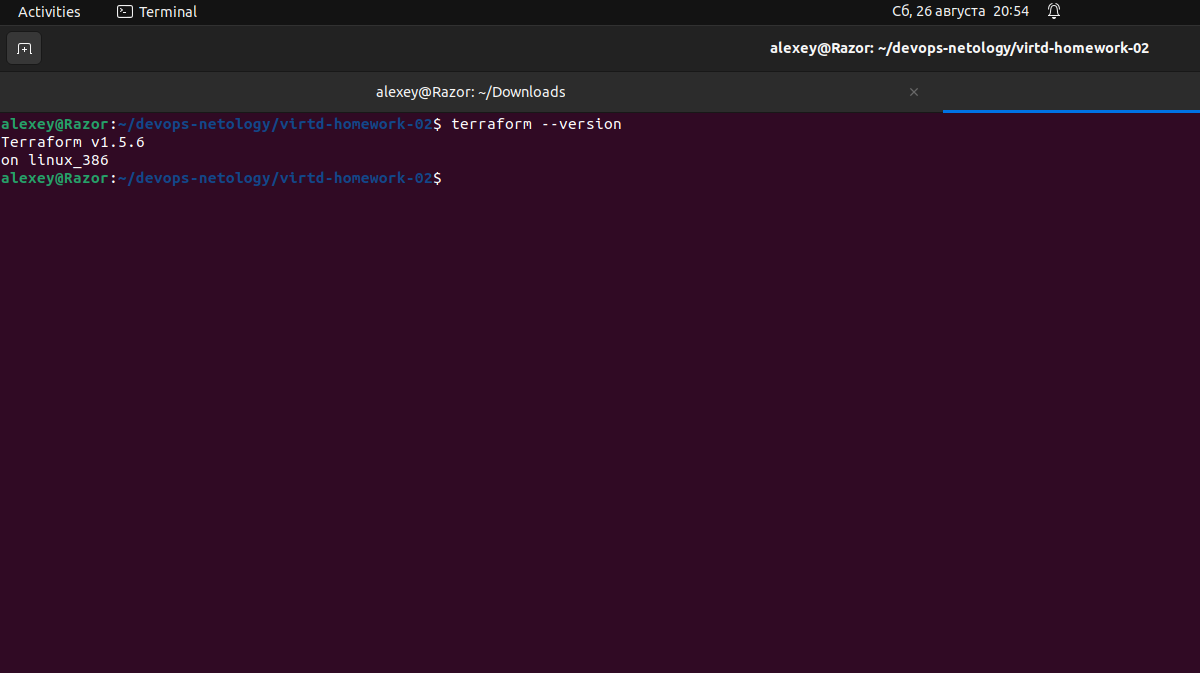 Activities Terminal Сб, 26 августа 20:54
alexey@Razor: ~/devops-netology/virtd-homework-02
alexey@Razor: ~/Downloads
alexey@Razor:~/devops-netology/virtd-homework-02$ terraform --version
Terraform v1.5.6
on linux_386
alexey@Razor:~/devops-netology/virtd-homework-02$